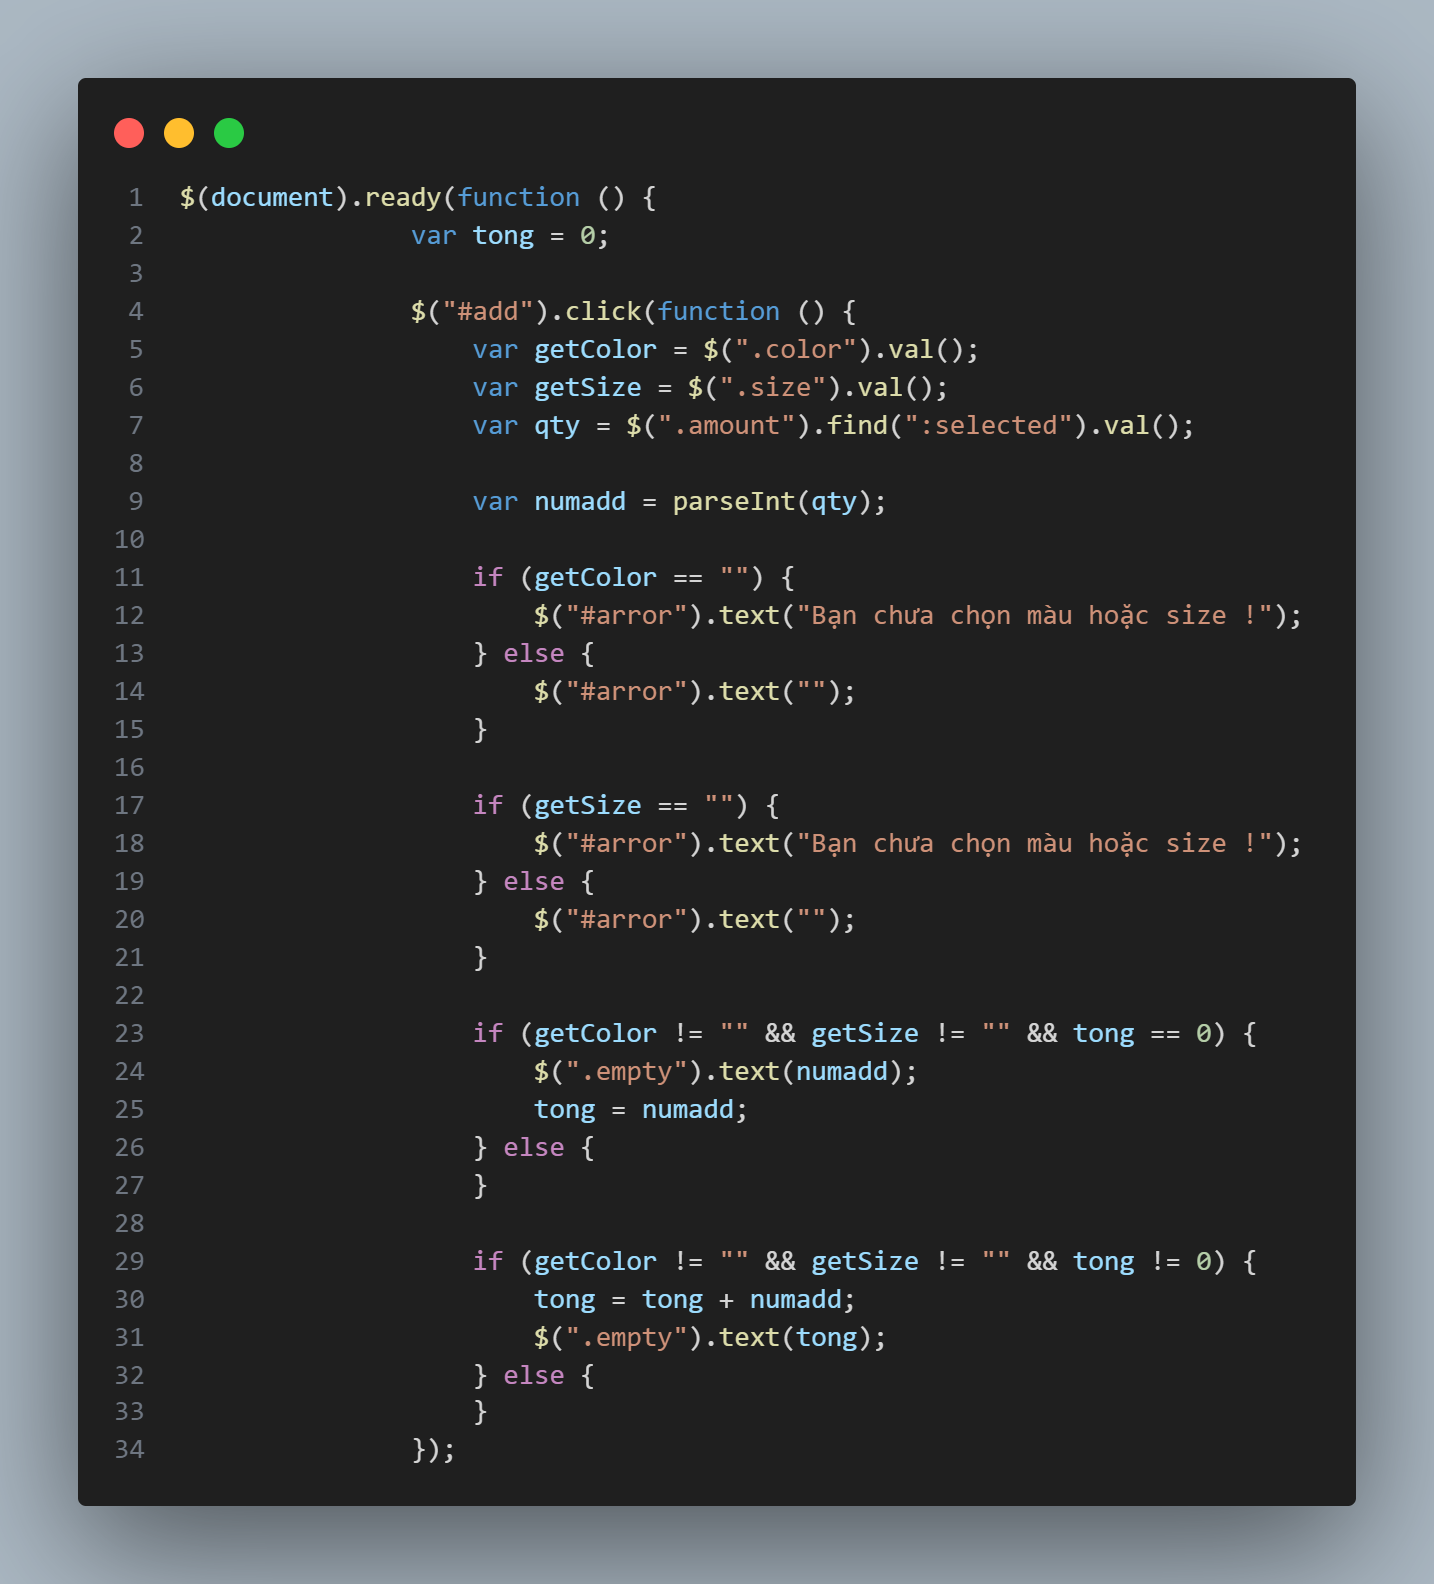 1 $(document).ready(function () {
2 var tong = 0;
3
4 $("#add").click(function () {
5 var getColor = $(".color").val();
6 var getSize = $(".size").val();
7 var qty = $(".amount").find(":selected").val();
8
9 var numadd = parseInt(qty);
10
11 if (getColor == "") {
12 $("#arror").text("Bạn chưa chọn màu hoặc size !");
13 } else {
14 $("#arror").text("");
15 }
16
17 if (getSize == "") {
18 $("#arror").text("Bạn chưa chọn màu hoặc size !");
19 } else {
20 $("#arror").text("");
21 }
22
23 if (getColor != "" && getSize != "" && tong == 0) {
24 $(".empty").text(numadd);
25 tong = numadd;
26 } else {
27 }
28
29 if (getColor != "" && getSize != "" && tong != 0) {
30 tong = tong + numadd;
31 $(".empty").text(tong);
32 } else {
33 }
34 });